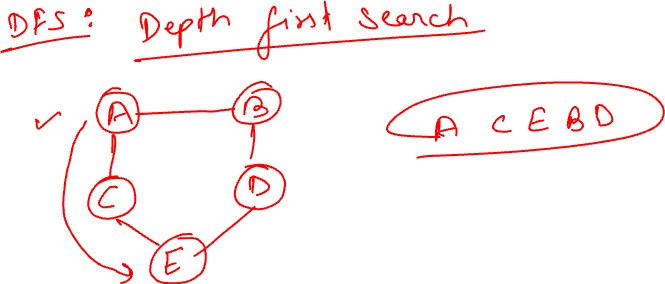 DFS: Depth first Search
A B
A C E B D
C D
E